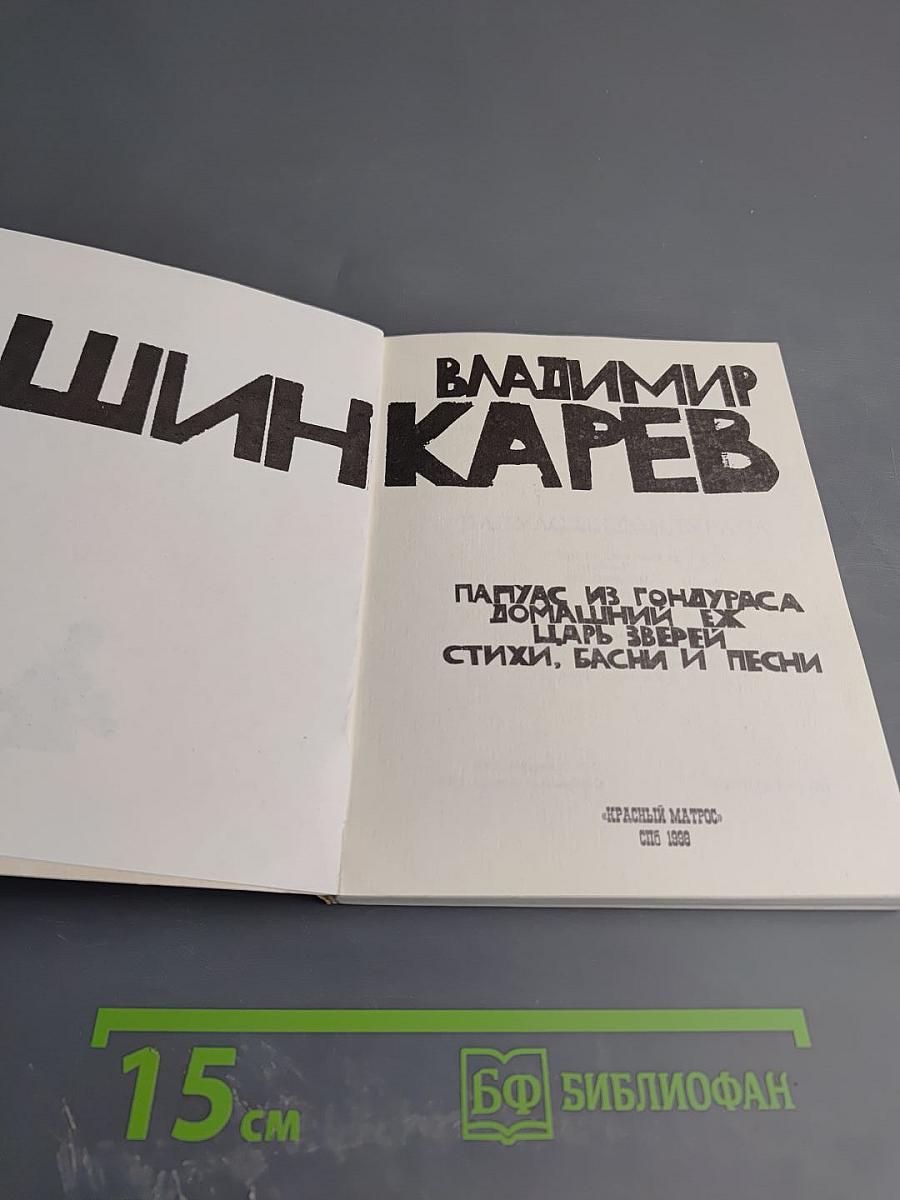 ВЛАДИМИР
ШИНКАРЕВ
ПАПУАС ИЗ ГОНДУРАСА
ДОМАШНИЙ ЕЖ
ЦАРЬ ЗВЕРЕЙ
СТИХИ, БАСНИ И ПЕСНИ
«КРАСНЫЙ МАТРОС»
СПб 1998
15 см
БФ БИБЛИОФАН